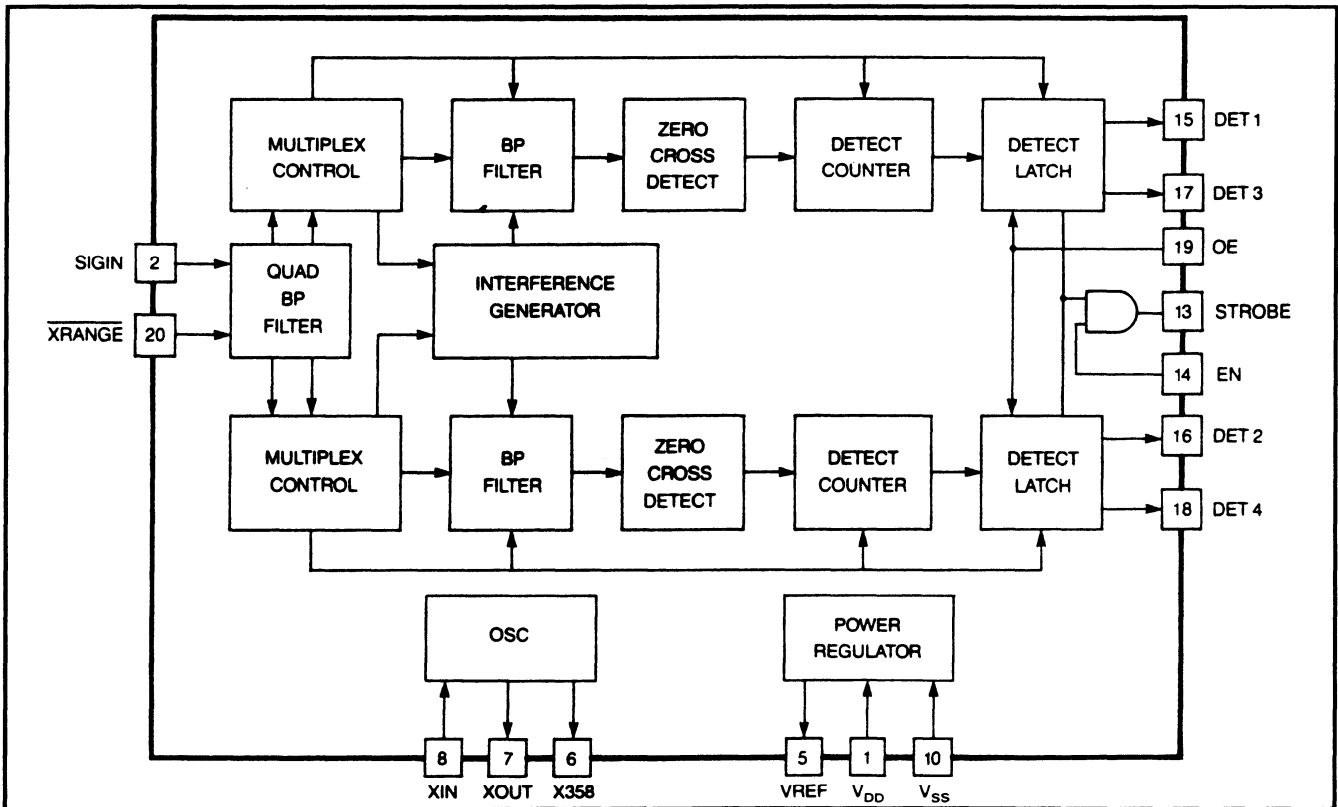 MULTIPLEX
CONTROL
BP
FILTER
ZERO
CROSS
DETECT
DETECT
COUNTER
DETECT
LATCH
15 DET 1
17 DET 3
19 OE
SIGIN 2
XRANGE 20
QUAD
BP
FILTER
INTERFERENCE
GENERATOR
13 STROBE
14 EN
MULTIPLEX
CONTROL
BP
FILTER
ZERO
CROSS
DETECT
DETECT
COUNTER
DETECT
LATCH
16 DET 2
18 DET 4
OSC
POWER
REGULATOR
8 7 6
XIN XOUT X358
5 1 10
VREF VDD VSS